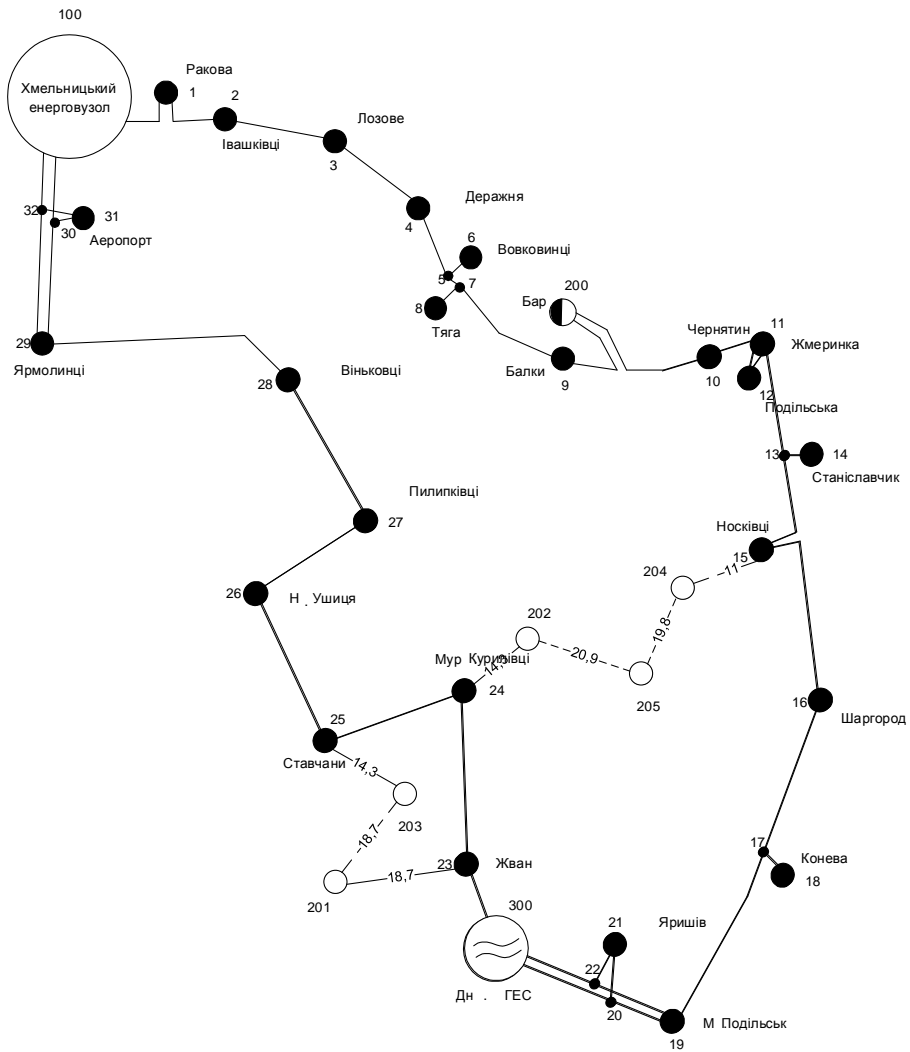 100
Хмельницький
енерговузол
Ракова
1
2
Івашківці
Лозове
3
Деражня
4
6
Вовковинці
5
7
8
Тяга
200
Бар
Балки
9
Чернятин
10
11
Жмеринка
12
Подільська
32
31
30
Аеропорт
29
Ярмолинці
28
Віньковці
13
14
Станіславчик
Пилипківці
27
Носківці
15
11
204
26
Н . Ушиця
202
19,8
20,9
205
Мур Курилівці
14,3
24
16
Шаргород
25
Ставчани
14,3
203
18,7
201
18,7
23
Жван
17
Конева
18
300
21
Яришів
22
20
Дн . ГЕС
М Подільськ
19